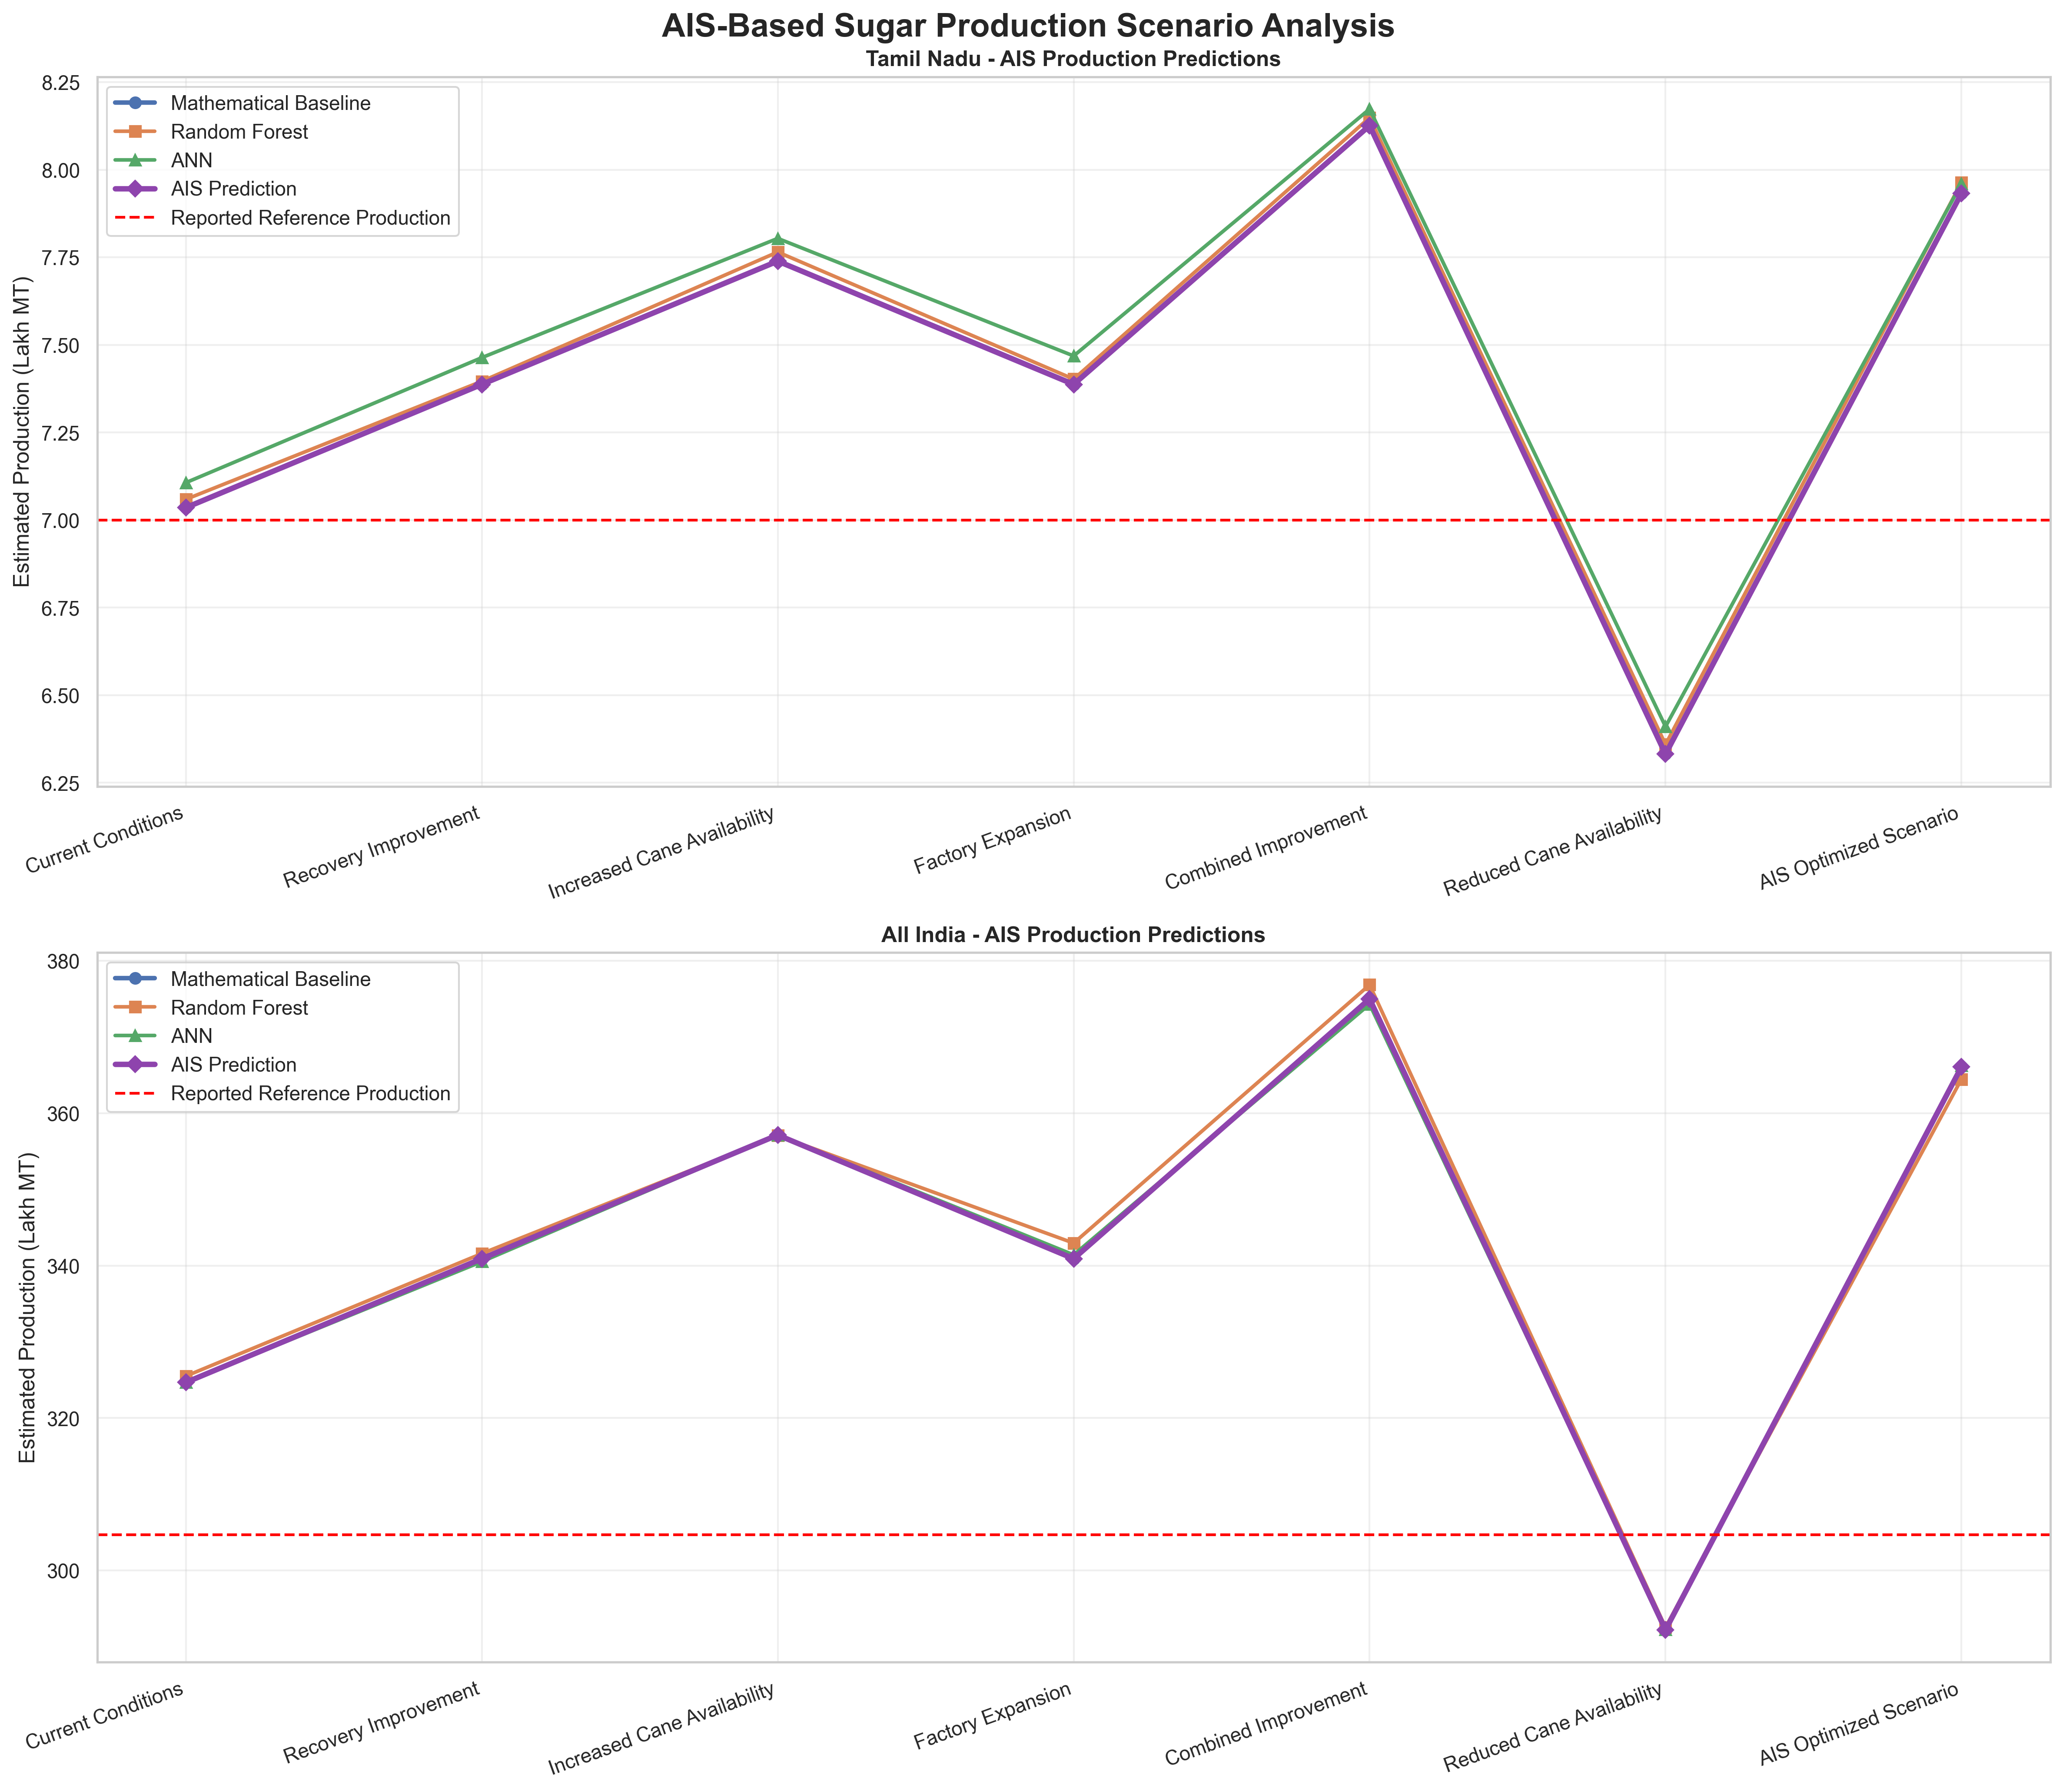 AIS-Based Sugar Production Scenario Analysis
Tamil Nadu - AIS Production Predictions
Estimated Production (Lakh MT)
8.25
8.00
7.75
7.50
7.25
7.00
6.75
6.50
6.25
Mathematical Baseline
Random Forest
ANN
AIS Prediction
Reported Reference Production
Current Conditions
Recovery Improvement
Increased Cane Availability
Factory Expansion
Combined Improvement
Reduced Cane Availability
AIS Optimized Scenario
All India - AIS Production Predictions
Estimated Production (Lakh MT)
380
360
340
320
300
Mathematical Baseline
Random Forest
ANN
AIS Prediction
Reported Reference Production
Current Conditions
Recovery Improvement
Increased Cane Availability
Factory Expansion
Combined Improvement
Reduced Cane Availability
AIS Optimized Scenario